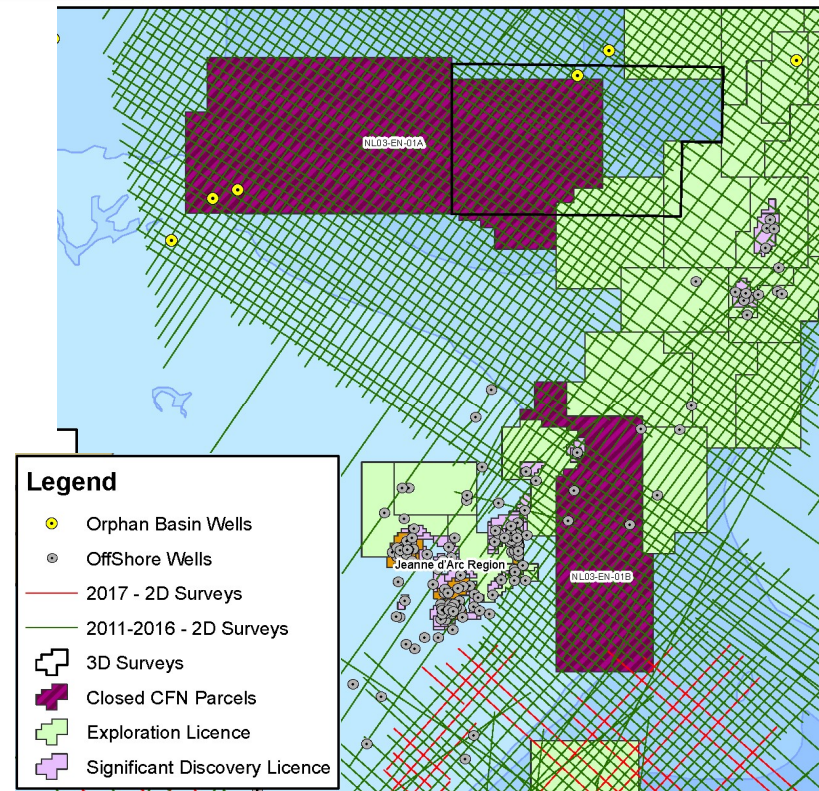 NL03-EN-01A
Jeanne d'Arc Region
NL03-EN-01B
Legend
Orphan Basin Wells
OffShore Wells
2017 - 2D Surveys
2011-2016 - 2D Surveys
3D Surveys
Closed CFN Parcels
Exploration Licence
Significant Discovery Licence